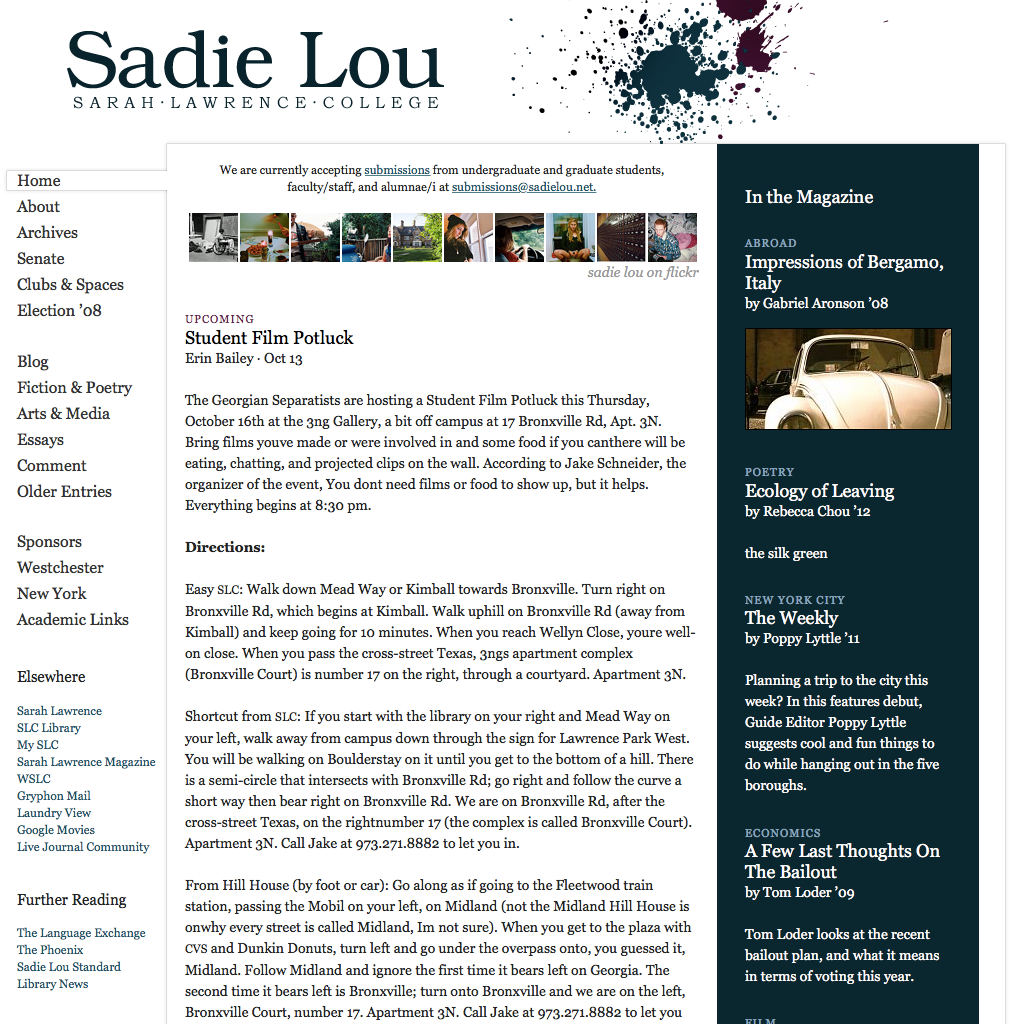 Sadie Lou
SARAH·LAWRENCE·COLLEGE
Home
About
Archives
Senate
Clubs & Spaces
Election ’08
Blog
Fiction & Poetry
Arts & Media
Essays
Comment
Older Entries
Sponsors
Westchester
New York
Academic Links
Elsewhere
Sarah Lawrence
SLC Library
My SLC
Sarah Lawrence Magazine
WSLC
Gryphon Mail
Laundry View
Google Movies
Live Journal Community
Further Reading
The Language Exchange
The Phoenix
Sadie Lou Standard
Library News
We are currently accepting submissions from undergraduate and graduate students,
faculty/staff, and alumnae/i at submissions@sadielou.net.
sadie lou on flickr
UPCOMING
Student Film Potluck
Erin Bailey · Oct 13
The Georgian Separatists are hosting a Student Film Potluck this Thursday,
October 16th at the 3ng Gallery, a bit off campus at 17 Bronxville Rd, Apt. 3N.
Bring films youve made or were involved in and some food if you canthere will be
eating, chatting, and projected clips on the wall. According to Jake Schneider, the
organizer of the event, You dont need films or food to show up, but it helps.
Everything begins at 8:30 pm.
Directions:
Easy SLC: Walk down Mead Way or Kimball towards Bronxville. Turn right on
Bronxville Rd, which begins at Kimball. Walk uphill on Bronxville Rd (away from
Kimball) and keep going for 10 minutes. When you reach Wellyn Close, youre well-
on close. When you pass the cross-street Texas, 3ngs apartment complex
(Bronxville Court) is number 17 on the right, through a courtyard. Apartment 3N.
Shortcut from SLC: If you start with the library on your right and Mead Way on
your left, walk away from campus down through the sign for Lawrence Park West.
You will be walking on Boulderstay on it until you get to the bottom of a hill. There
is a semi-circle that intersects with Bronxville Rd; go right and follow the curve a
short way then bear right on Bronxville Rd. We are on Bronxville Rd, after the
cross-street Texas, on the rightnumber 17 (the complex is called Bronxville Court).
Apartment 3N. Call Jake at 973.271.8882 to let you in.
From Hill House (by foot or car): Go along as if going to the Fleetwood train
station, passing the Mobil on your left, on Midland (not the Midland Hill House is
onwhy every street is called Midland, Im not sure). When you get to the plaza with
CVS and Dunkin Donuts, turn left and go under the overpass onto, you guessed it,
Midland. Follow Midland and ignore the first time it bears left on Georgia. The
second time it bears left is Bronxville; turn onto Bronxville and we are on the left,
Bronxville Court, number 17. Apartment 3N. Call Jake at 973.271.8882 to let you
In the Magazine
ABROAD
Impressions of Bergamo,
Italy
by Gabriel Aronson ’08
POETRY
Ecology of Leaving
by Rebecca Chou ’12
the silk green
NEW YORK CITY
The Weekly
by Poppy Lyttle ’11
Planning a trip to the city this
week? In this features debut,
Guide Editor Poppy Lyttle
suggests cool and fun things to
do while hanging out in the five
boroughs.
ECONOMICS
A Few Last Thoughts On
The Bailout
by Tom Loder ’09
Tom Loder looks at the recent
bailout plan, and what it means
in terms of voting this year.
FILM